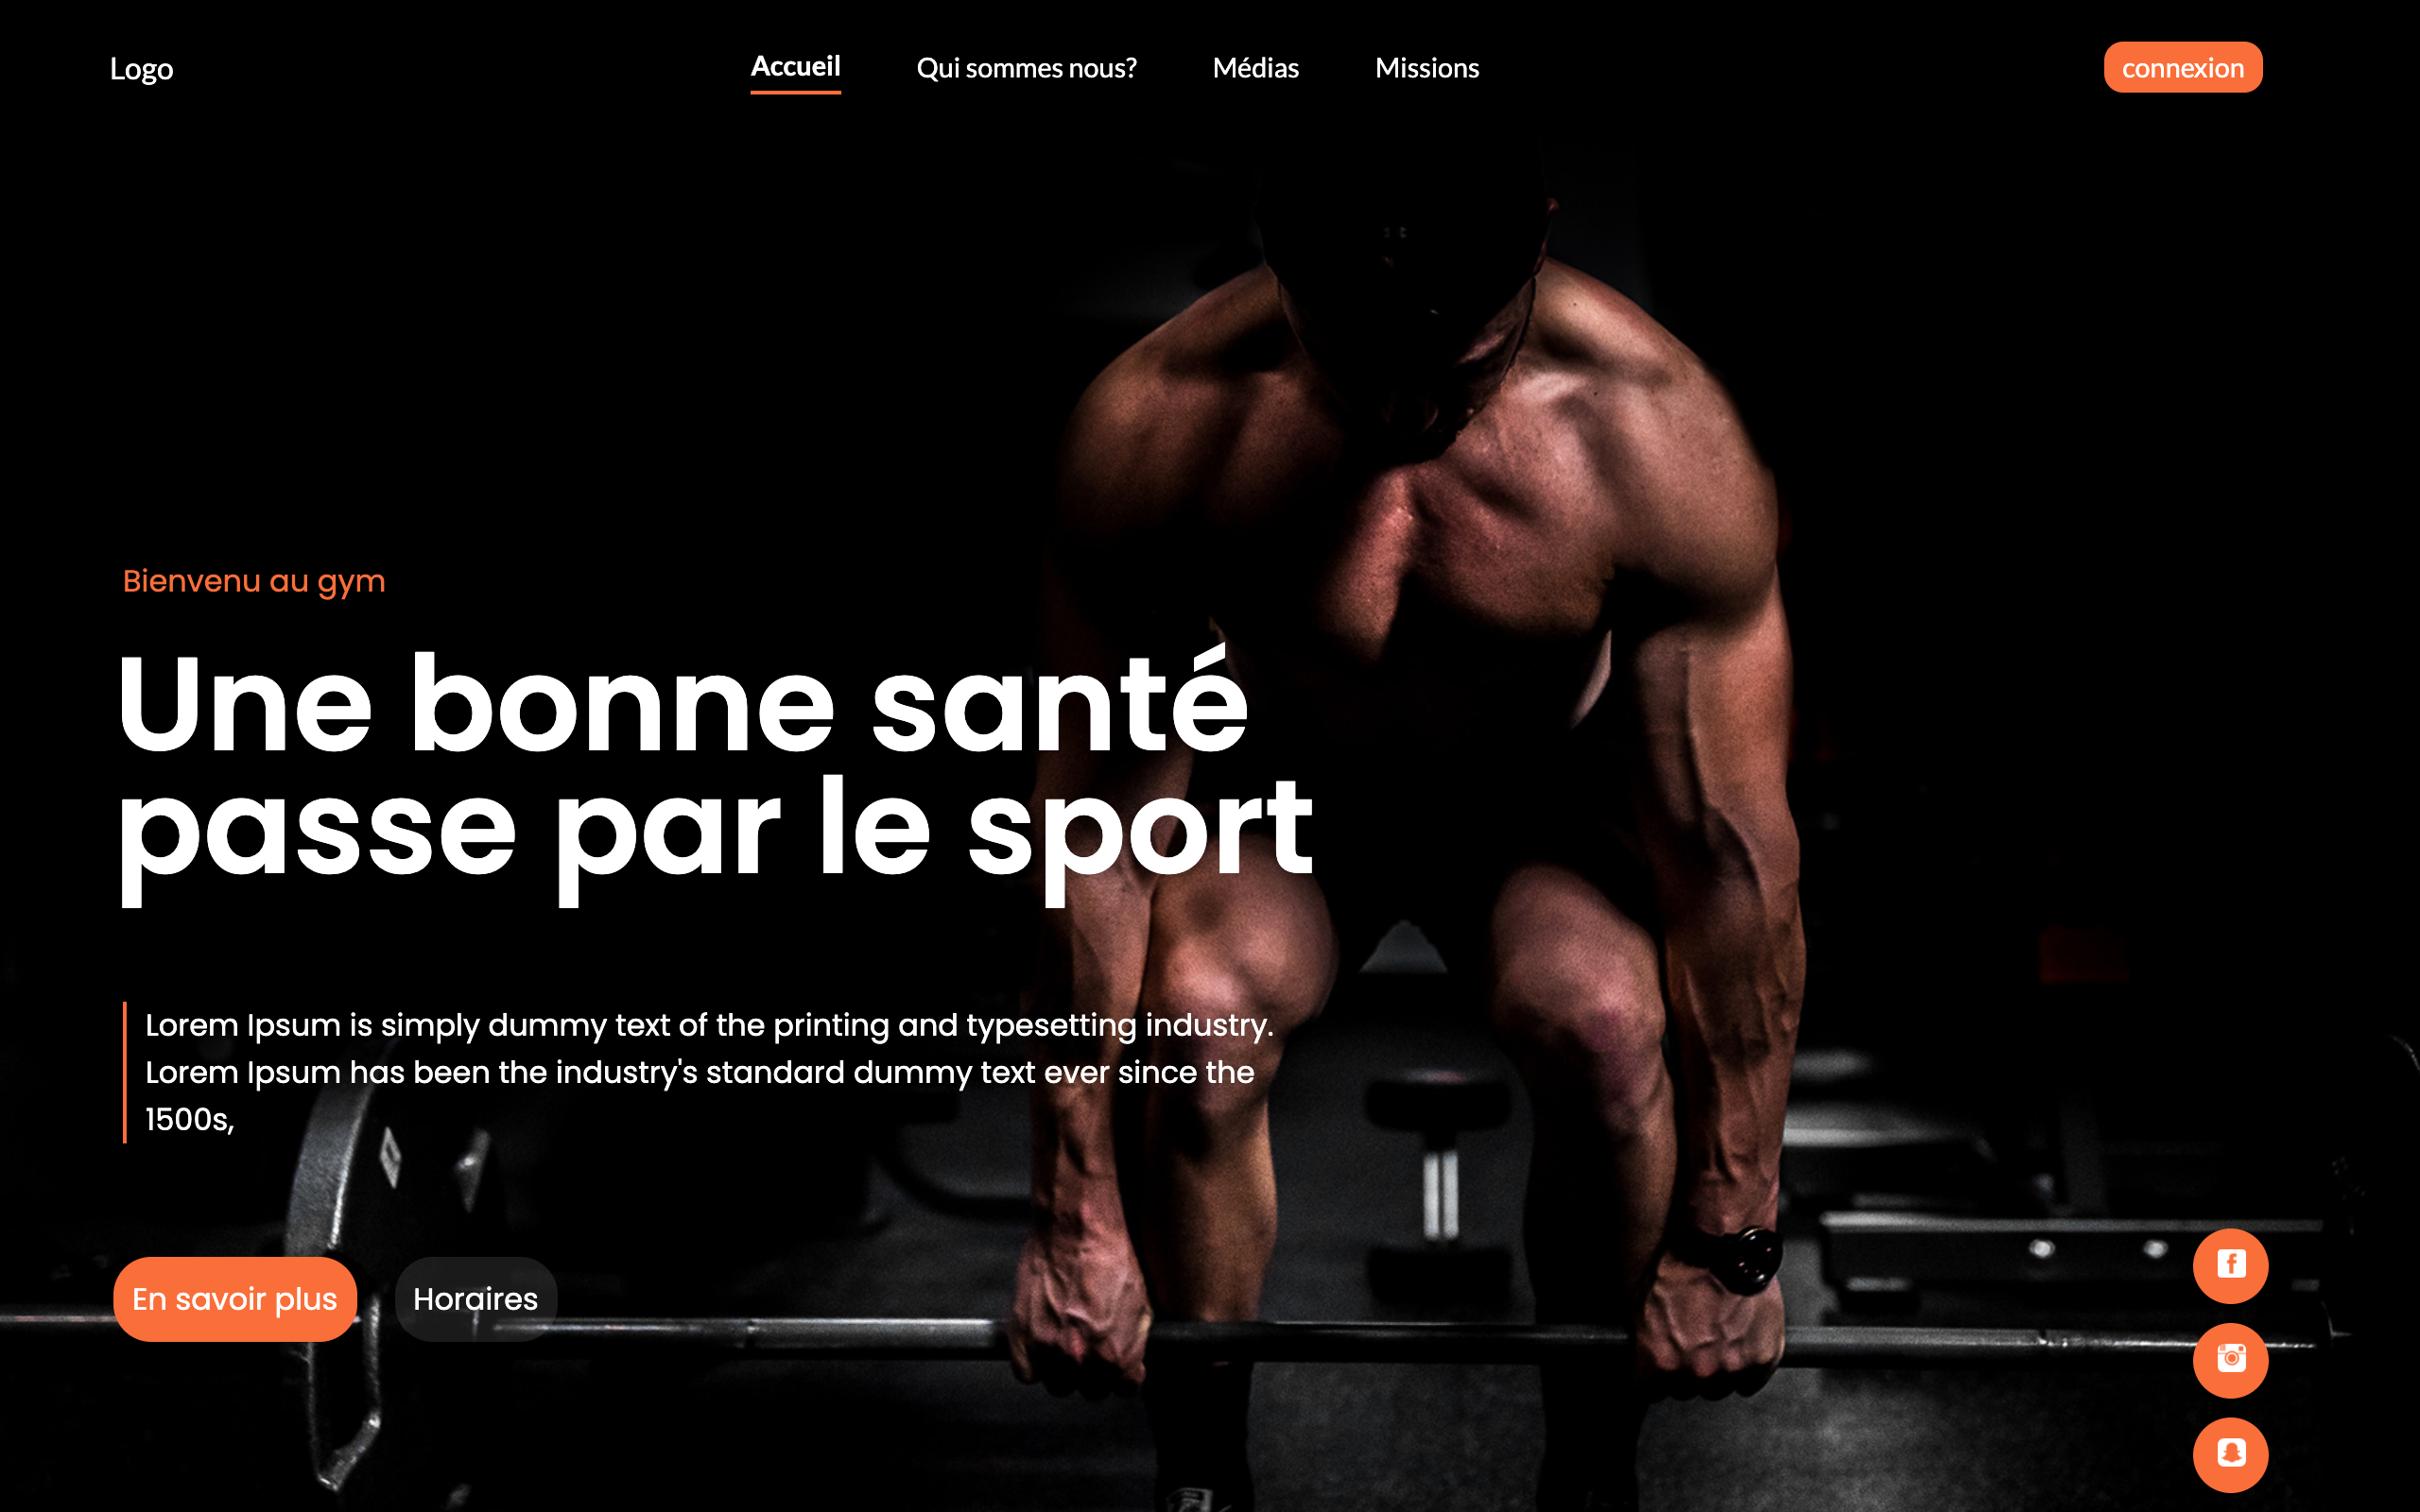 Logo
Accueil
Qui sommes nous?
Médias
Missions
connexion
Bienvenu au gym
Une bonne santé
passe par le sport
Lorem Ipsum is simply dummy text of the printing and typesetting industry.
Lorem Ipsum has been the industry's standard dummy text ever since the
1500s,
En savoir plus
Horaires